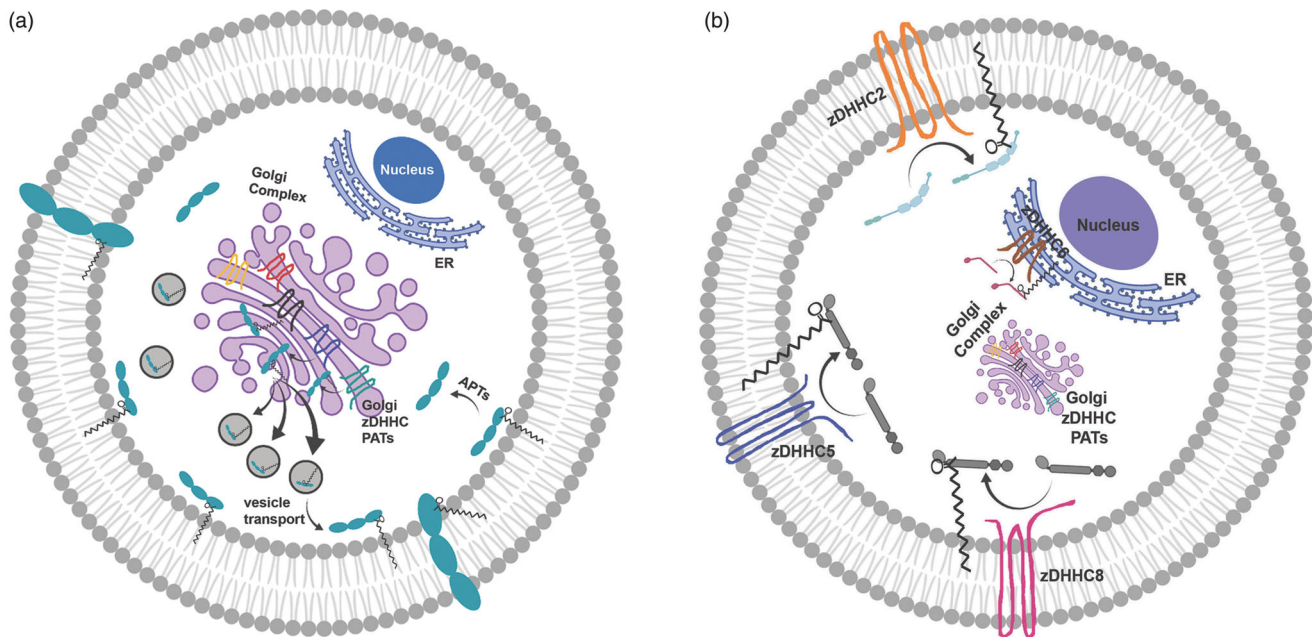 (a)
Nucleus
Golgi
Complex
ER
APTs
Golgi
zDHHC
PATs
vesicle
transport
(b)
zDHHC2
zDHHC6
Nucleus
ER
Golgi
Complex
Golgi
zDHHC
PATs
zDHHC5
zDHHC8